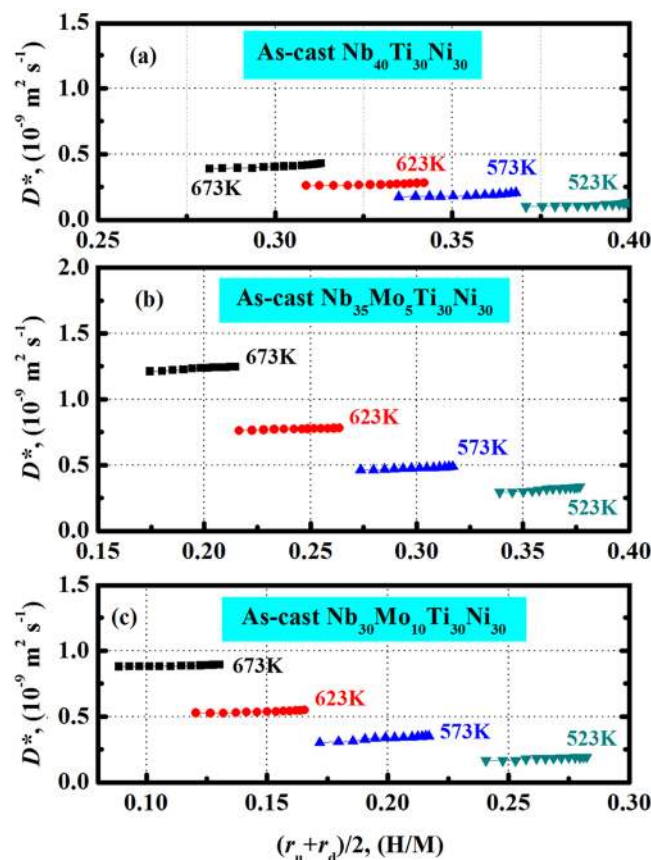 1.5
(a)
As-cast Nb₄₀Ti₃₀Ni₃₀
D*, (10⁻⁹ m² s⁻¹)
1.0
0.5
673K
623K
573K
523K
0.0
0.25 0.30 0.35 0.40
2.0
(b)
As-cast Nb₃₅Mo₅Ti₃₀Ni₃₀
D*, (10⁻⁹ m² s⁻¹)
1.5
673K
1.0
623K
0.5
573K
523K
0.0
0.15 0.20 0.25 0.30 0.35 0.40
1.5
(c)
As-cast Nb₃₀Mo₁₀Ti₃₀Ni₃₀
D*, (10⁻⁹ m² s⁻¹)
1.0
673K
623K
0.5
573K
523K
0.0
0.10 0.15 0.20 0.25 0.30
(rᵤ+r_d)/2, (H/M)